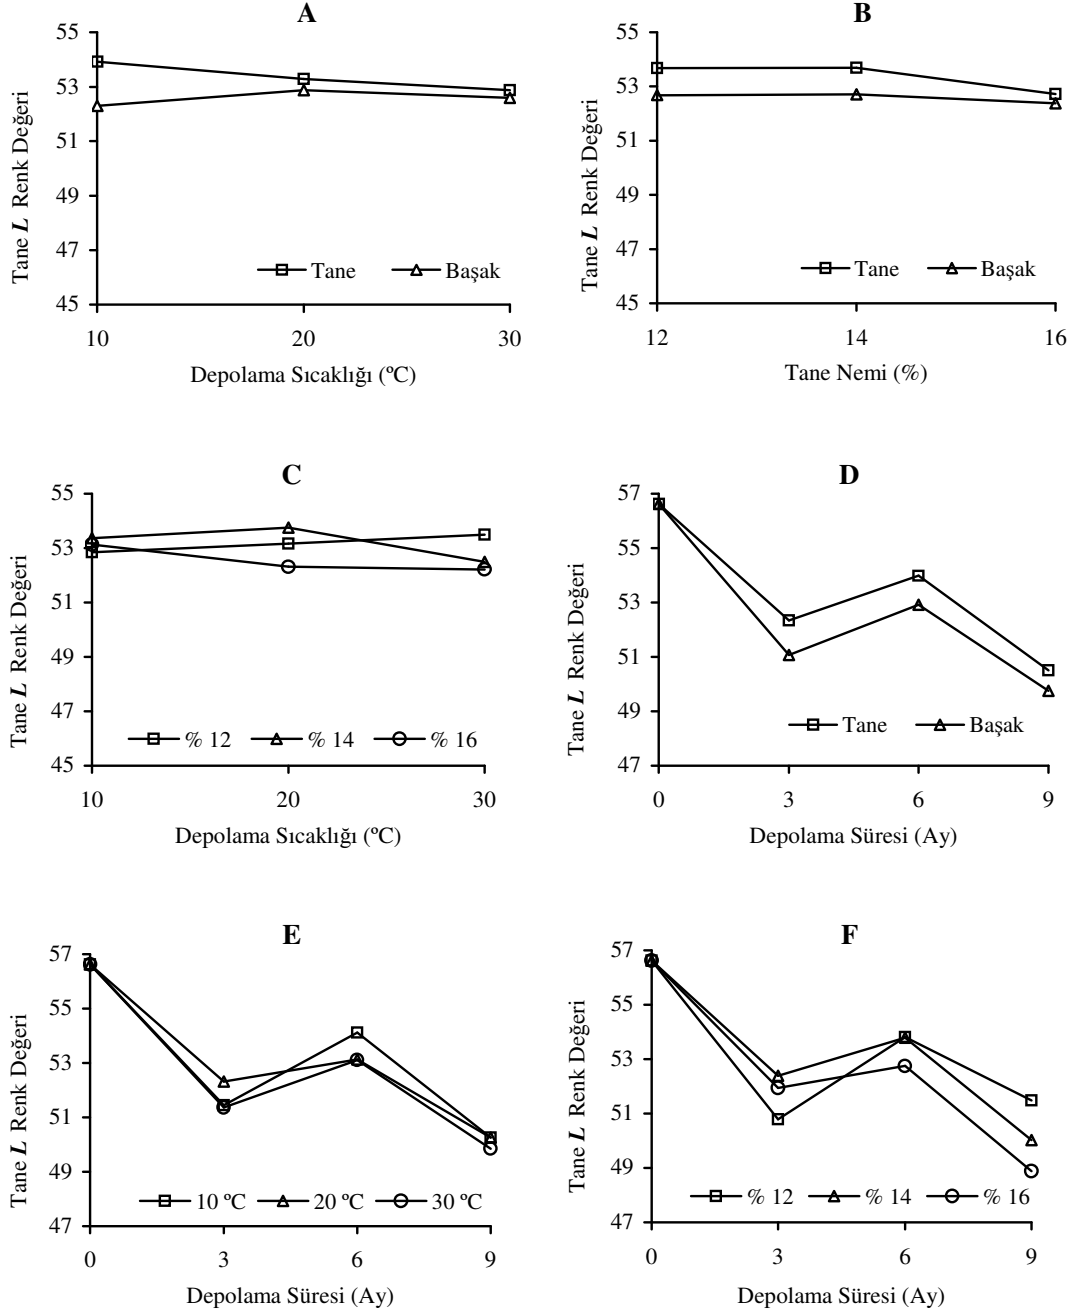 A
Tane L Renk Değeri
55
53
51
49
47
45
Tane Başak
10 20 30
Depolama Sıcaklığı (ºC)
B
Tane L Renk Değeri
55
53
51
49
47
45
Tane Başak
12 14 16
Tane Nemi (%)
C
Tane L Renk Değeri
55
53
51
49
47
45
% 12 % 14 % 16
10 20 30
Depolama Sıcaklığı (ºC)
D
Tane L Renk Değeri
57
55
53
51
49
47
Tane Başak
0 3 6 9
Depolama Süresi (Ay)
E
Tane L Renk Değeri
57
55
53
51
49
47
10 ºC 20 ºC 30 ºC
0 3 6 9
Depolama Süresi (Ay)
F
Tane L Renk Değeri
57
55
53
51
49
47
% 12 % 14 % 16
0 3 6 9
Depolama Süresi (Ay)